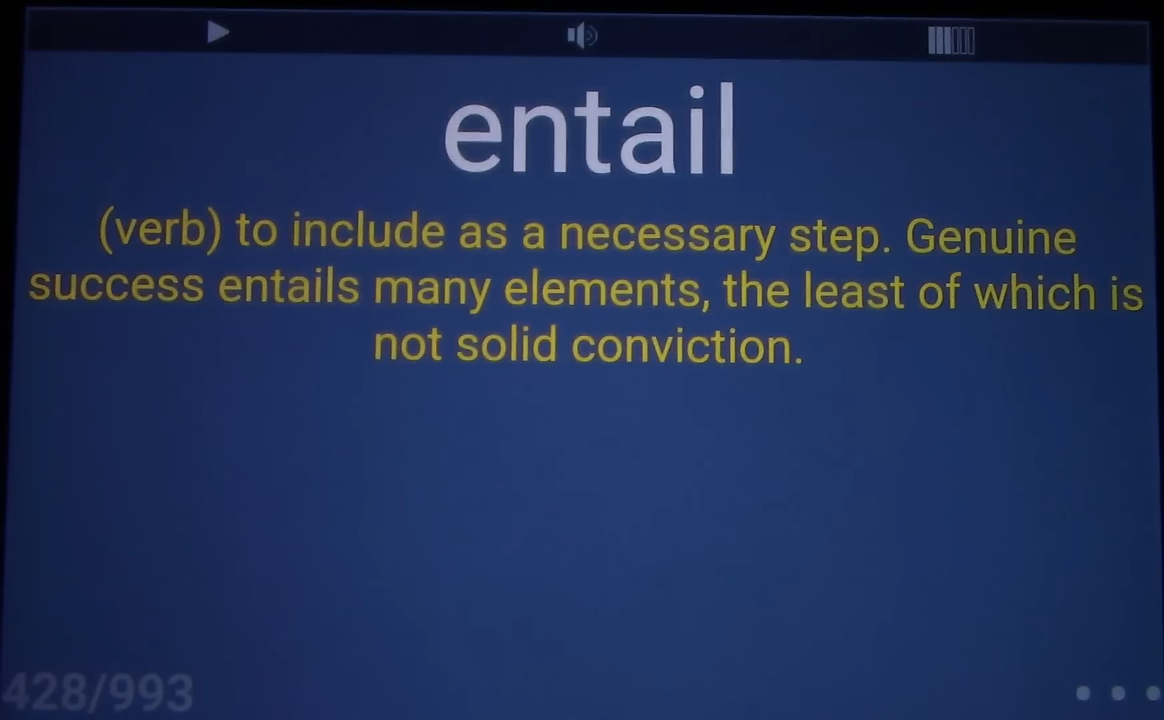 entail
(verb) to include as a necessary step. Genuine
success entails many elements, the least of which is
not solid conviction.
428/993